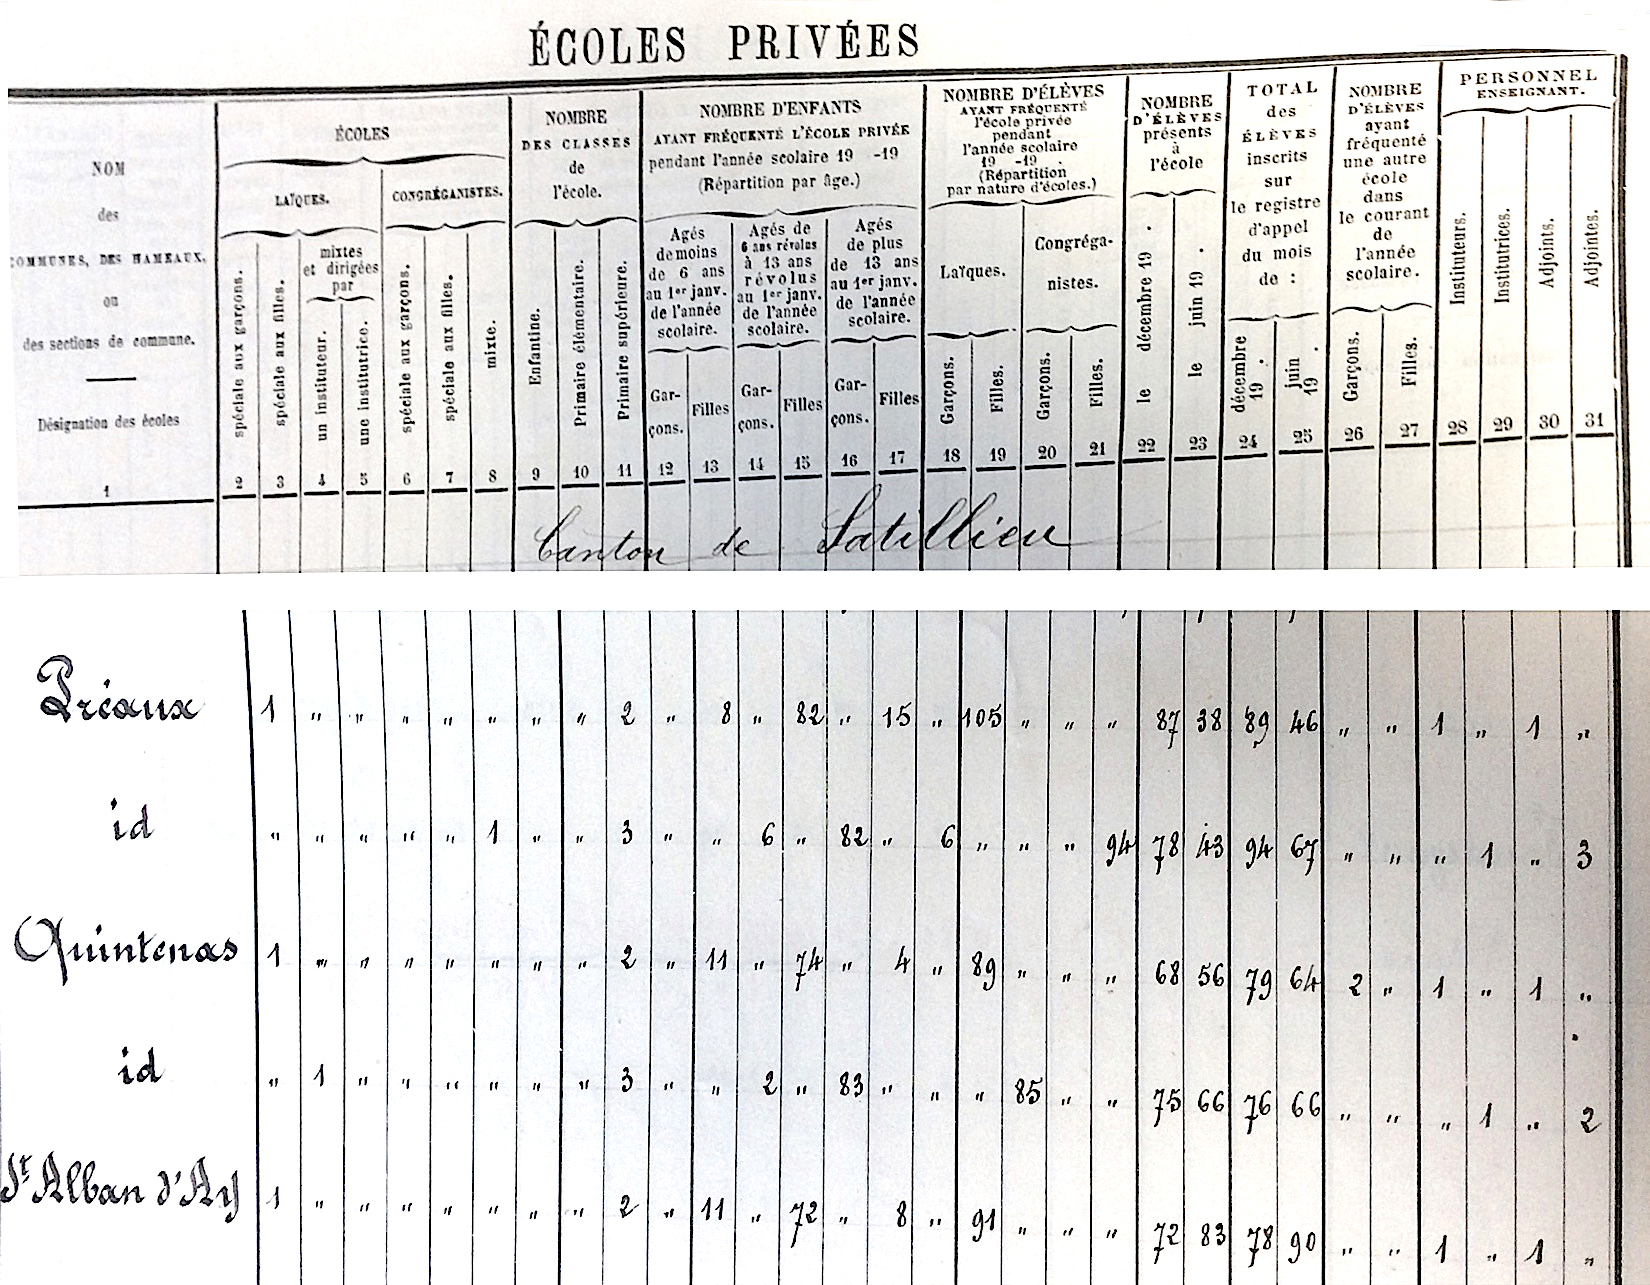 ÉCOLES PRIVÉES
NOM
des
COMMUNES, DES HAMEAUX,
ou
des sections de commune.
Désignation des écoles
1
ÉCOLES
LAÏQUES.
CONGRÉGANISTES.
spéciale aux garçons.
2
spéciale aux filles.
3
mixtes
et dirigées
par
un instituteur.
4
une institutrice.
5
spéciale aux garçons.
6
spéciale aux filles.
7
mixte.
8
NOMBRE
DES CLASSES
de
l'école.
Enfantine.
9
Primaire élémentaire.
10
Primaire supérieure.
11
NOMBRE D'ENFANTS
AYANT FRÉQUENTÉ L'ÉCOLE PRIVÉE
pendant l'année scolaire 19 -19
(Répartition par âge.)
Agés
de moins
de 6 ans
au 1er janv.
de l'année
scolaire.
Gar-
çons.
12
Filles
13
Agés de
6 ans révolus
à 13 ans
révolus
au 1er janv.
de l'année
scolaire.
Gar-
çons.
14
Filles
15
Agés
de plus
de 13 ans
au 1er janv.
de l'année
scolaire.
Gar-
çons.
16
Filles
17
NOMBRE D'ÉLÈVES
AYANT FRÉQUENTÉ
l'école privée
pendant
l'année scolaire
19 -19 .
(Répartition
par nature d'écoles.)
Laïques.
Garçons.
18
Filles.
19
Congréga-
nistes.
Garçons.
20
Filles.
21
NOMBRE
D'ÉLÈVES
présents
à
l'école
le décembre 19 .
22
le juin 19 .
23
TOTAL
des
ÉLÈVES
inscrits
sur
le registre
d'appel
du mois
de :
décembre
19 .
24
juin
19 .
25
NOMBRE
D'ÉLÈVES
ayant
fréquenté
une autre
école
dans
le courant
de
l'année
scolaire.
Garçons.
26
Filles.
27
PERSONNEL
ENSEIGNANT.
Instituteurs.
28
Institutrices.
29
Adjoints.
30
Adjointes.
31
Canton de Satillieu
Préaux 1 " " " " " " " 2 " 8 " 82 " 15 " 105 " " " 87 38 89 46 " " 1 " 1 "
id " " " " " 1 " " 3 " " 6 " 82 " 6 " " " 94 78 43 94 67 " " " 1 " 3
Quintenas 1 " " " " " " " 2 " 11 " 74 " 4 " 89 " " " 68 56 79 64 2 " 1 " 1 "
id " 1 " " " " " " 3 " " 2 " 83 " " " 85 " " 75 66 76 66 " " " 1 " 2
St Alban d'Ay 1 " " " " " " " 2 " 11 " 72 " 8 " 91 " " " 72 83 78 90 " " 1 " 1 "